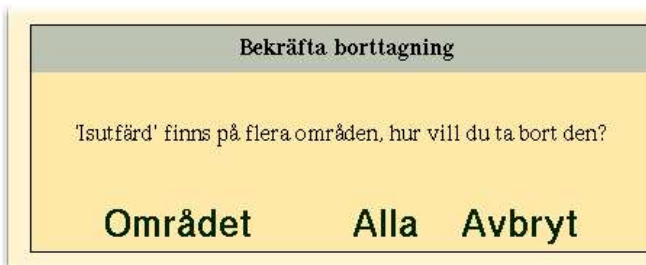 Bekräfta borttagning
'Isutfärd' finns på flera områden, hur vill du ta bort den?
Området Alla Avbryt